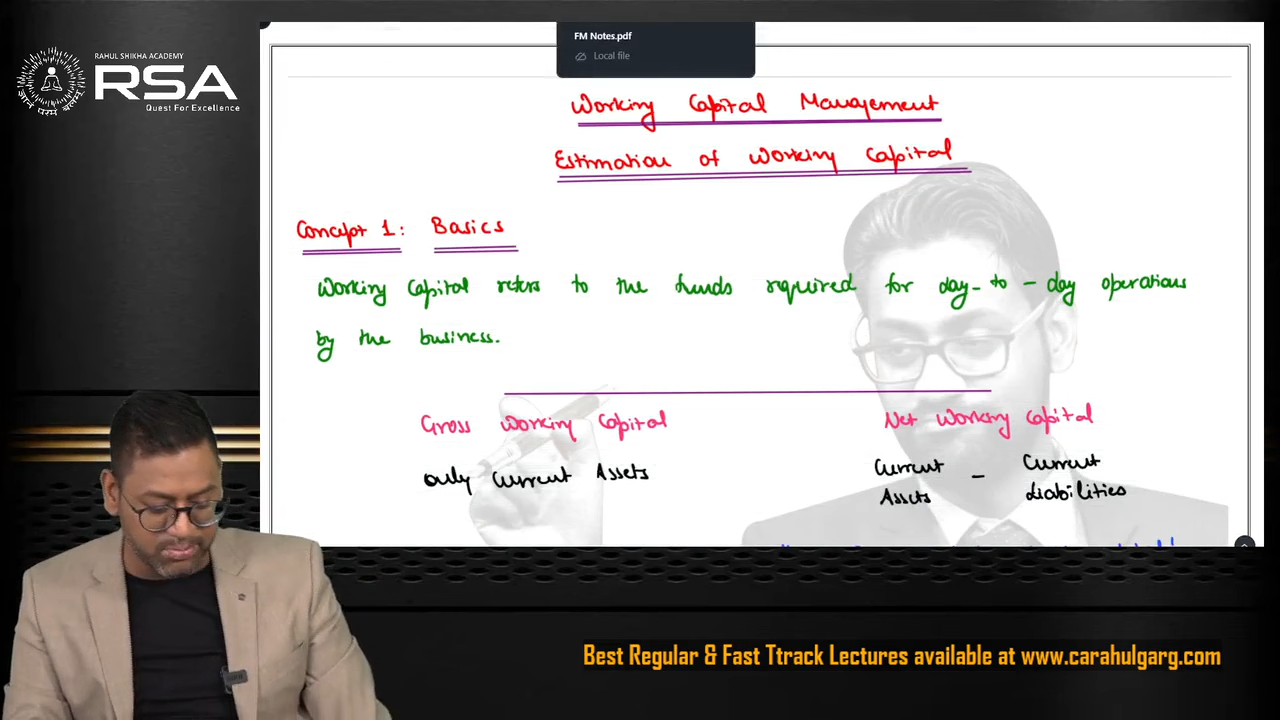 RAHUL SHIKHA ACADEMY
RSA
Quest For Excellence
ज्ञानं परमं बलम्
FM Notes.pdf
Local file
Working Capital Management
Estimation of Working Capital
Concept 1: Basics
Working Capital refers to the funds required for day-to-day operations
by the business.
Gross Working Capital
Net Working Capital
only Current Assets
Current Assets - Current Liabilities
Best Regular & Fast Ttrack Lectures available at www.carahulgarg.com